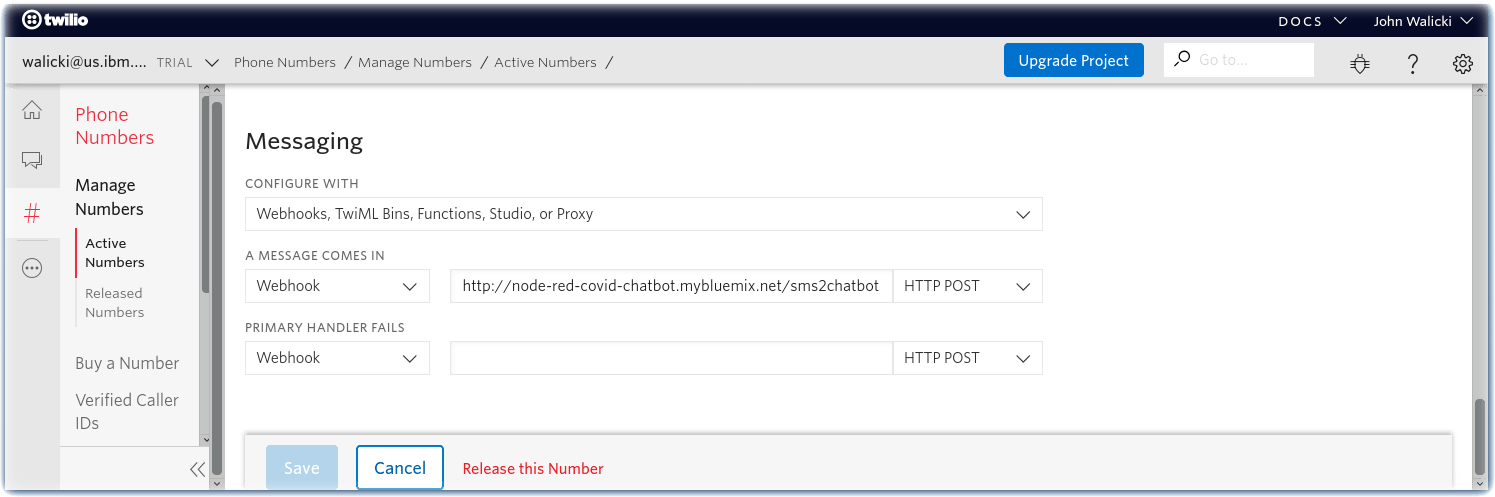 twilio
DOCS
John Walicki
walicki@us.ibm.... TRIAL Phone Numbers / Manage Numbers / Active Numbers /
Upgrade Project
Go to...
Phone
Numbers
Manage
Numbers
Active
Numbers
Released
Numbers
Buy a Number
Verified Caller
IDs
Messaging
CONFIGURE WITH
Webhooks, TwiML Bins, Functions, Studio, or Proxy
A MESSAGE COMES IN
Webhook http://node-red-covid-chatbot.mybluemix.net/sms2chatbot HTTP POST
PRIMARY HANDLER FAILS
Webhook HTTP POST
Save Cancel Release this Number